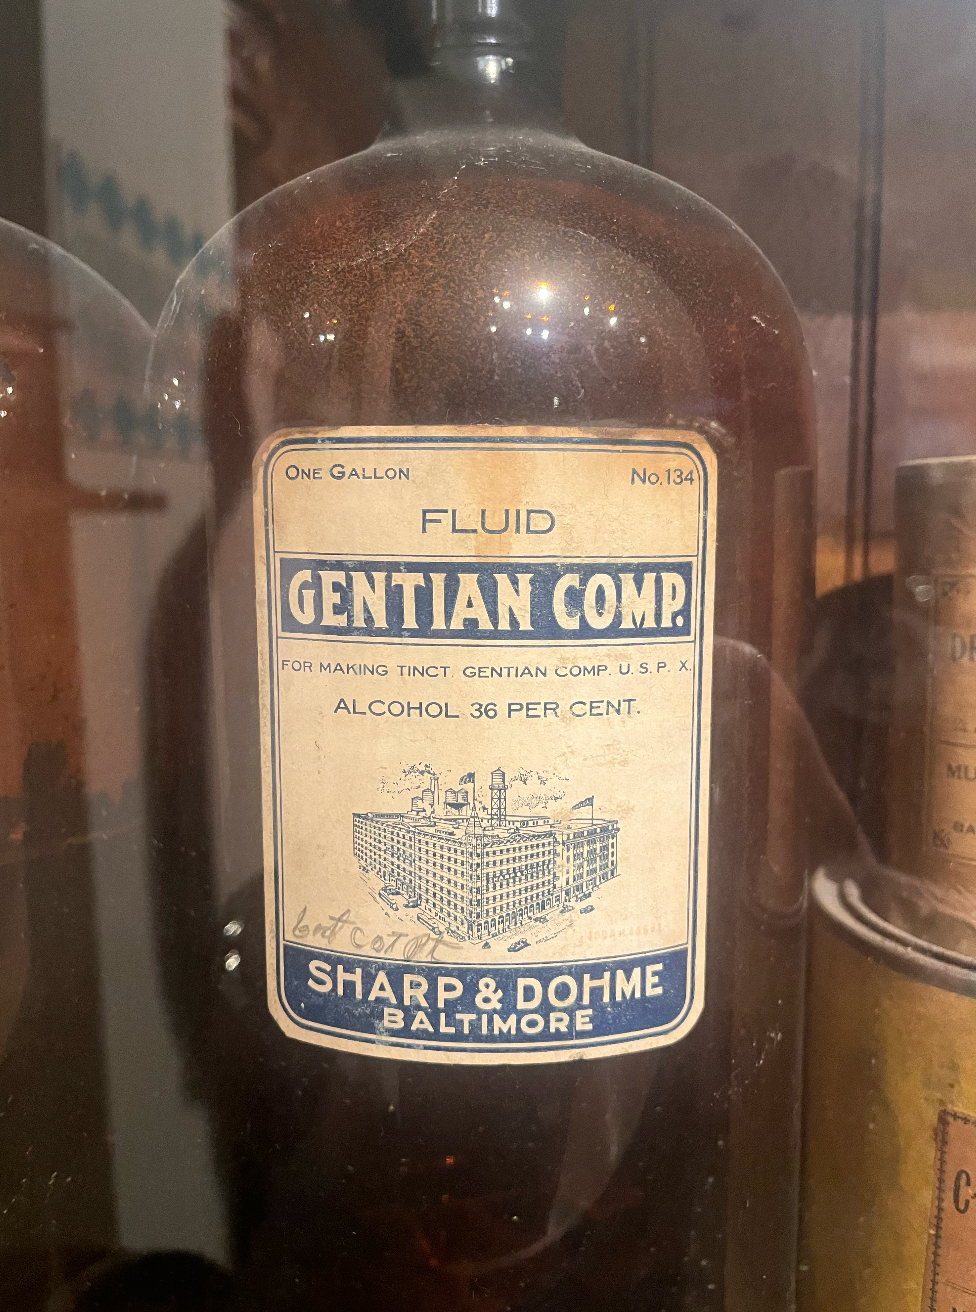 ONE GALLON
No. 134
FLUID
GENTIAN COMP.
FOR MAKING TINCT. GENTIAN COMP. U. S. P. X.
ALCOHOL 36 PER CENT.
SHARP & DOHME
BALTIMORE